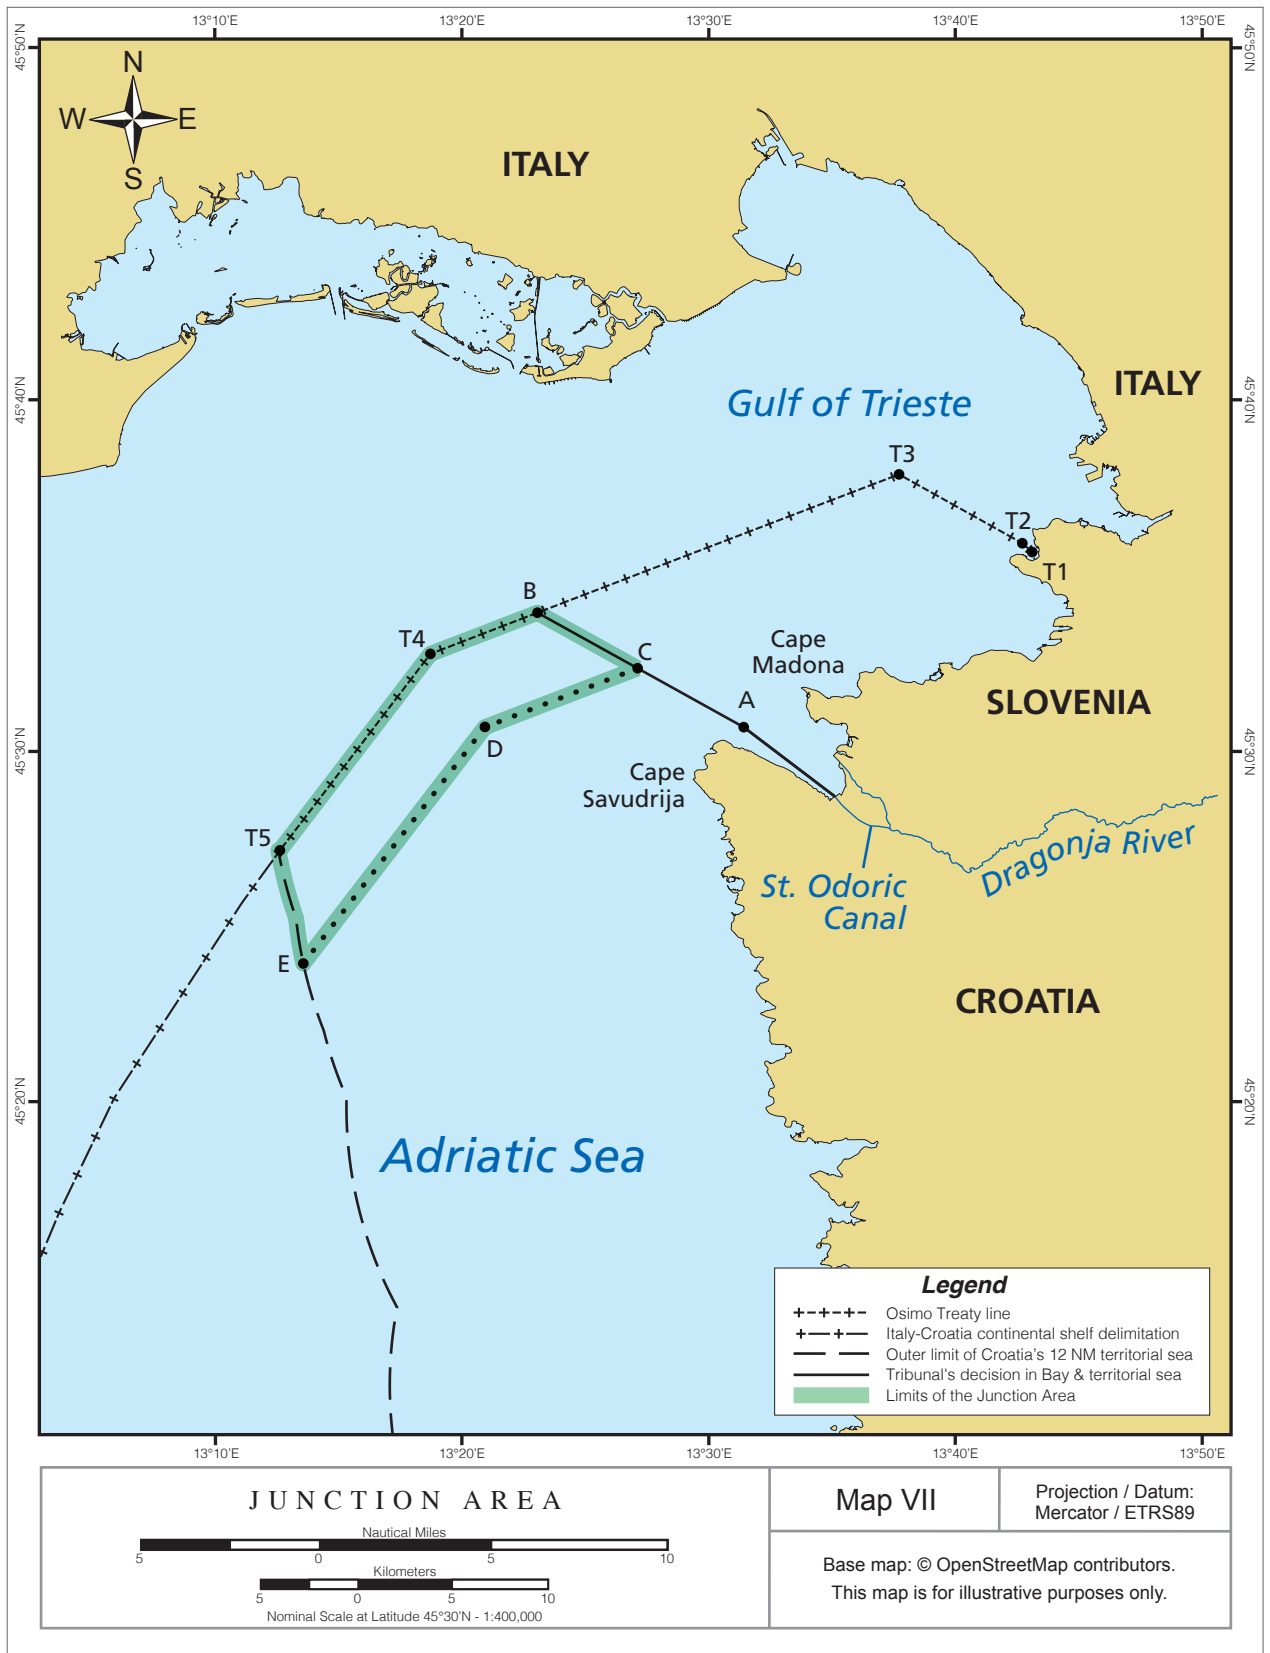 13°10'E
13°20'E
13°30'E
13°40'E
13°50'E
45°50'N
45°50'N
N
W
E
S
ITALY
ITALY
45°40'N
45°40'N
Gulf of Trieste
T3
T2
T1
B
T4
C
Cape
Madona
A
SLOVENIA
D
45°30'N
45°30'N
Cape
Savudrija
T5
Dragonja River
St. Odoric
Canal
E
CROATIA
45°20'N
45°20'N
Adriatic Sea
Legend
Osimo Treaty line
Italy-Croatia continental shelf delimitation
Outer limit of Croatia's 12 NM territorial sea
Tribunal's decision in Bay & territorial sea
Limits of the Junction Area
13°10'E
13°20'E
13°30'E
13°40'E
13°50'E
JUNCTION AREA
Nautical Miles
5 0 5 10
Kilometers
5 0 5 10
Nominal Scale at Latitude 45°30'N - 1:400,000
Map VII
Projection / Datum:
Mercator / ETRS89
Base map: © OpenStreetMap contributors.
This map is for illustrative purposes only.